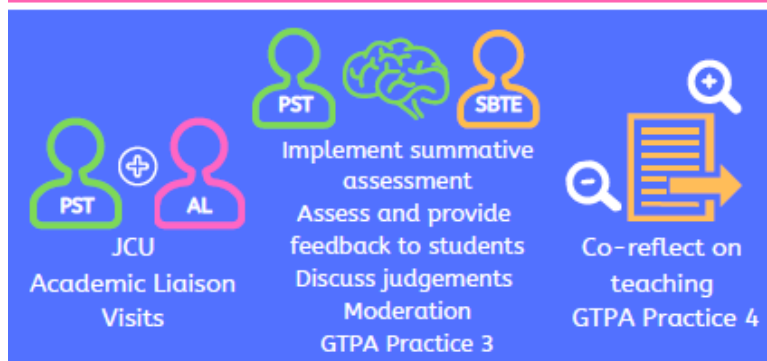 PST
AL
JCU
Academic Liaison
Visits
PST
SBTE
Implement summative
assessment
Assess and provide
feedback to students
Discuss judgements
Moderation
GTPA Practice 3
Co-reflect on
teaching
GTPA Practice 4